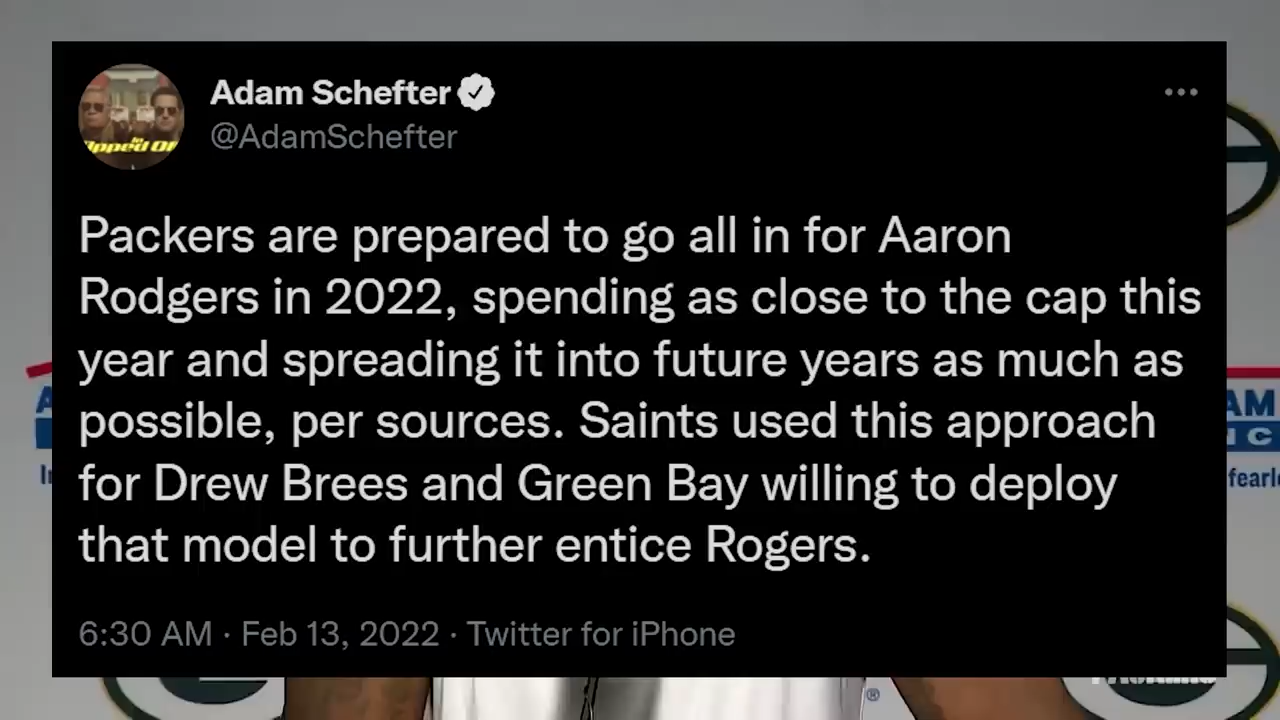 Adam Schefter
@AdamSchefter
Packers are prepared to go all in for Aaron
Rodgers in 2022, spending as close to the cap this
year and spreading it into future years as much as
possible, per sources. Saints used this approach
for Drew Brees and Green Bay willing to deploy
that model to further entice Rogers.
6:30 AM · Feb 13, 2022 · Twitter for iPhone